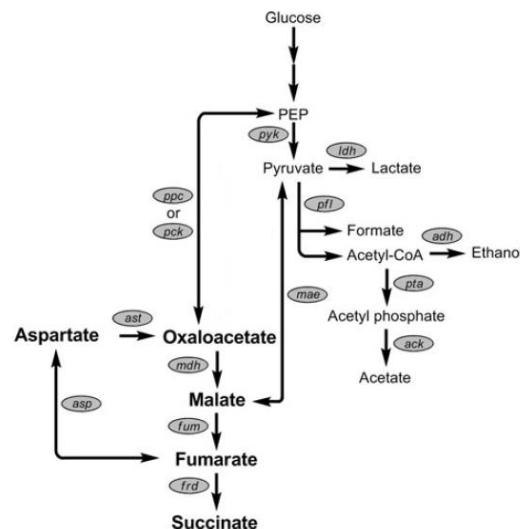 Glucose
PEP
pyk
Pyruvate
ldh
Lactate
ppc
or
pck
pfl
Formate
Acetyl-CoA
adh
Ethano
mae
pta
Acetyl phosphate
ack
Acetate
Aspartate
ast
Oxaloacetate
mdh
Malate
asp
fum
Fumarate
frd
Succinate